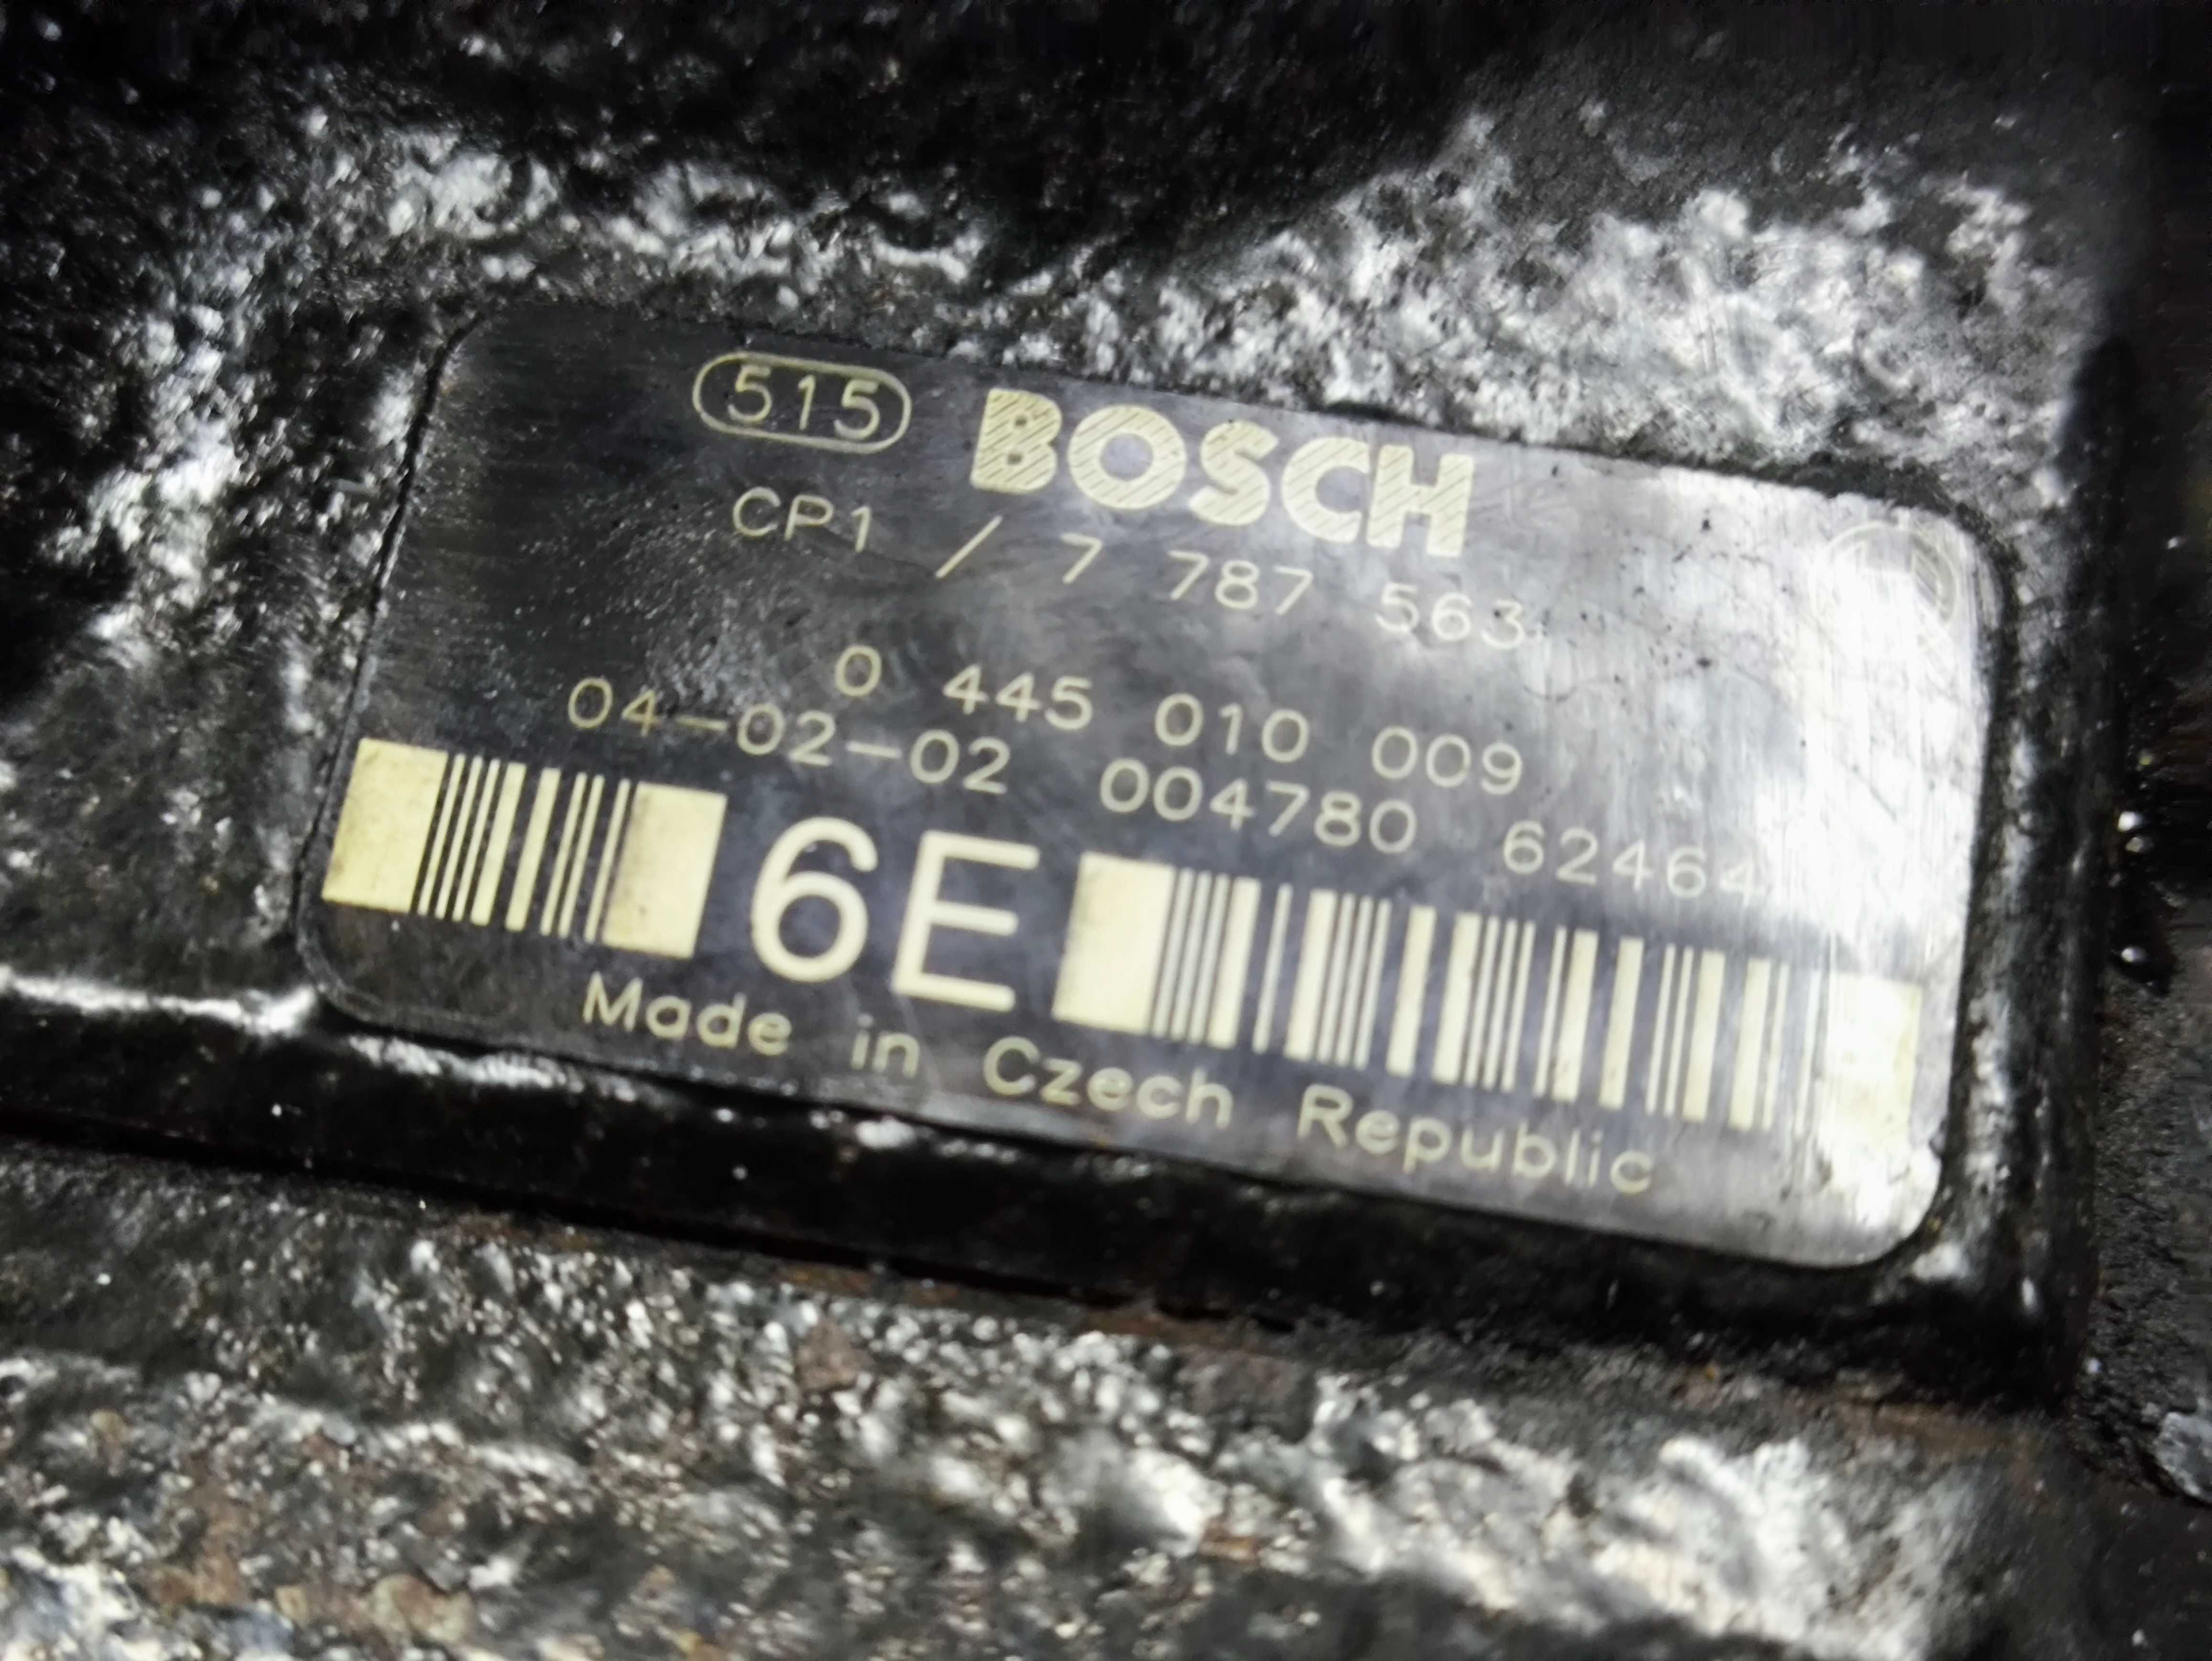 515 BOSCH
CP1 / 7 787 563
0 445 010 009
04-02-02 004780 62464
6E
Made in Czech Republic